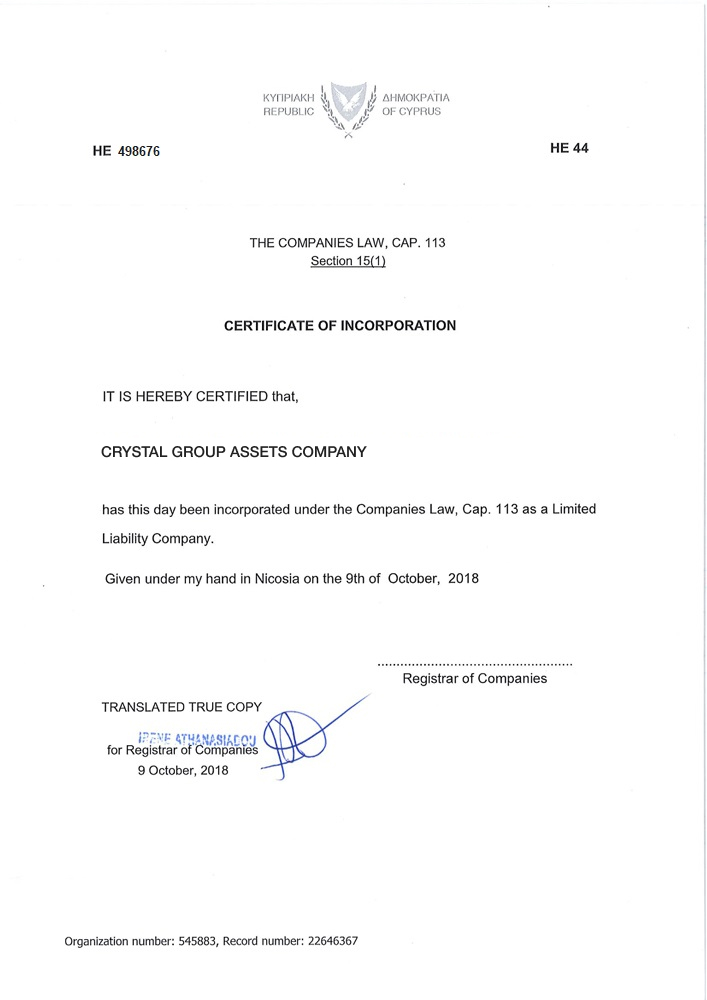 ΚΥΠΡΙΑΚΗ ΔΗΜΟΚΡΑΤΙΑ
REPUBLIC OF CYPRUS
HE 498676
HE 44
THE COMPANIES LAW, CAP. 113
Section 15(1)
CERTIFICATE OF INCORPORATION
IT IS HEREBY CERTIFIED that,
CRYSTAL GROUP ASSETS COMPANY
has this day been incorporated under the Companies Law, Cap. 113 as a Limited
Liability Company.
Given under my hand in Nicosia on the 9th of October, 2018
Registrar of Companies
TRANSLATED TRUE COPY
IRENE ATHANASIADOU
for Registrar of Companies
9 October, 2018
Organization number: 545883, Record number: 22646367